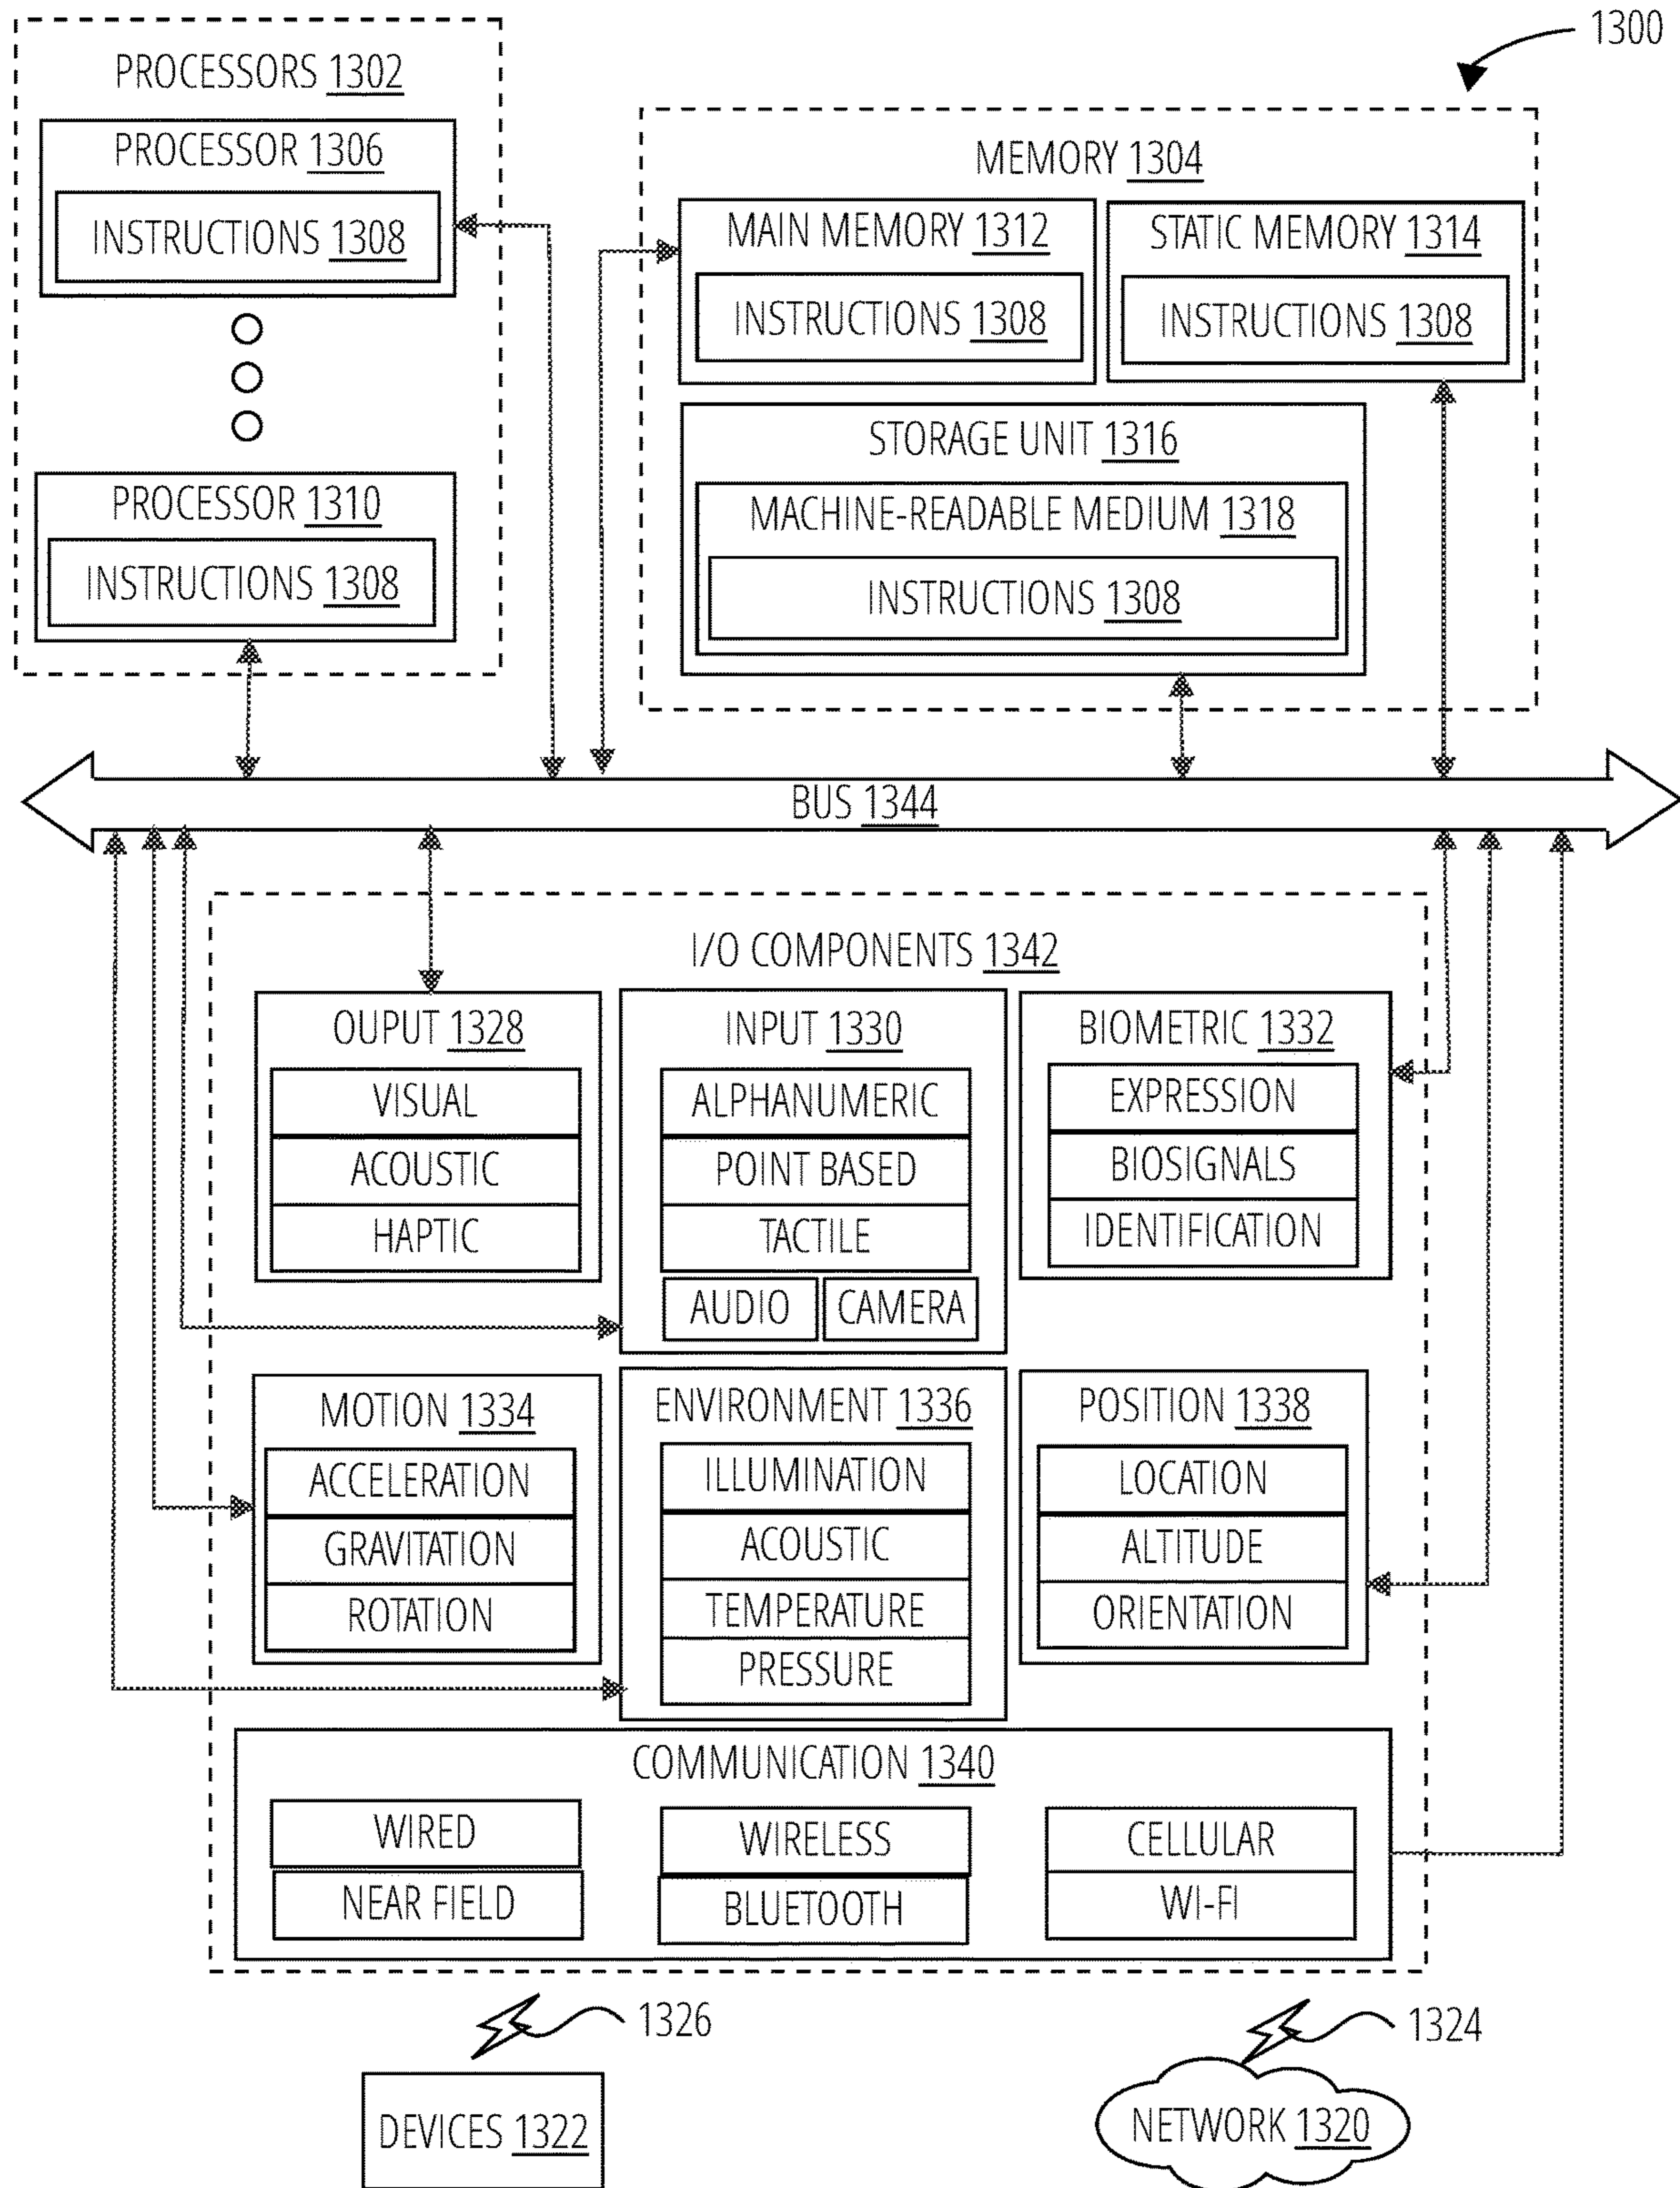 1300
PROCESSORS 1302
PROCESSOR 1306
INSTRUCTIONS 1308
PROCESSOR 1310
INSTRUCTIONS 1308
MEMORY 1304
MAIN MEMORY 1312
INSTRUCTIONS 1308
STATIC MEMORY 1314
INSTRUCTIONS 1308
STORAGE UNIT 1316
MACHINE-READABLE MEDIUM 1318
INSTRUCTIONS 1308
BUS 1344
I/O COMPONENTS 1342
OUPUT 1328
VISUAL
ACOUSTIC
HAPTIC
INPUT 1330
ALPHANUMERIC
POINT BASED
TACTILE
AUDIO
CAMERA
BIOMETRIC 1332
EXPRESSION
BIOSIGNALS
IDENTIFICATION
MOTION 1334
ACCELERATION
GRAVITATION
ROTATION
ENVIRONMENT 1336
ILLUMINATION
ACOUSTIC
TEMPERATURE
PRESSURE
POSITION 1338
LOCATION
ALTITUDE
ORIENTATION
COMMUNICATION 1340
WIRED
NEAR FIELD
WIRELESS
BLUETOOTH
CELLULAR
WI-FI
1326
DEVICES 1322
1324
NETWORK 1320